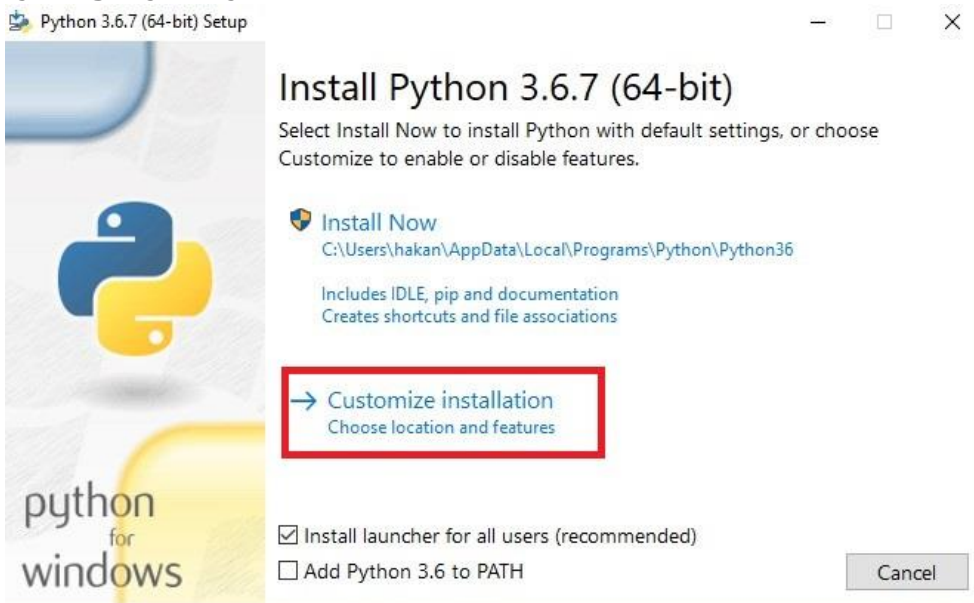 Python 3.6.7 (64-bit) Setup
Install Python 3.6.7 (64-bit)
Select Install Now to install Python with default settings, or choose
Customize to enable or disable features.
Install Now
C:\Users\hakan\AppData\Local\Programs\Python\Python36
Includes IDLE, pip and documentation
Creates shortcuts and file associations
Customize installation
Choose location and features
python
for
windows
Install launcher for all users (recommended)
Add Python 3.6 to PATH
Cancel